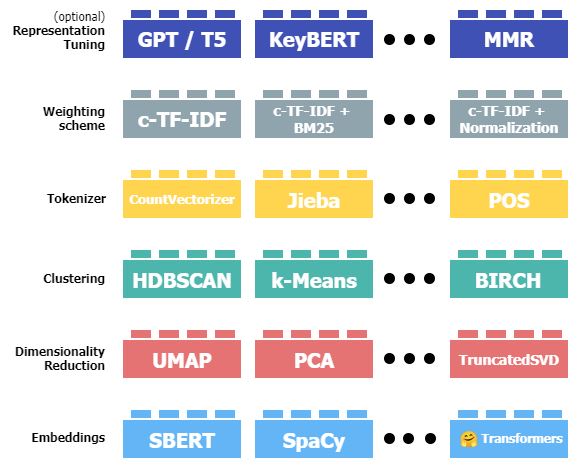 (optional)
Representation
Tuning
GPT / T5
KeyBERT
MMR
Weighting
scheme
c-TF-IDF
c-TF-IDF +
BM25
c-TF-IDF +
Normalization
Tokenizer
CountVectorizer
Jieba
POS
Clustering
HDBSCAN
k-Means
BIRCH
Dimensionality
Reduction
UMAP
PCA
TruncatedSVD
Embeddings
SBERT
SpaCy
🤗 Transformers